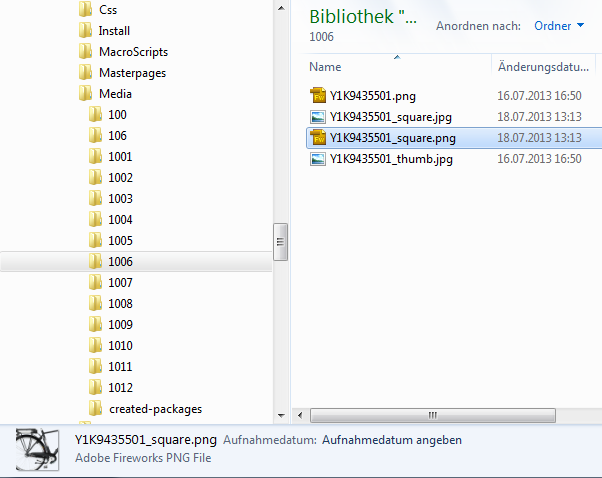 Css
Install
MacroScripts
Masterpages
Media
100
106
1001
1002
1003
1004
1005
1006
1007
1008
1009
1010
1011
1012
created-packages
Bibliothek "...
1006
Anordnen nach: Ordner
Name Änderungsdatu...
Y1K9435501.png 16.07.2013 16:50
Y1K9435501_square.jpg 18.07.2013 13:13
Y1K9435501_square.png 18.07.2013 13:13
Y1K9435501_thumb.jpg 16.07.2013 16:50
Y1K9435501_square.png Aufnahmedatum: Aufnahmedatum angeben
Adobe Fireworks PNG File